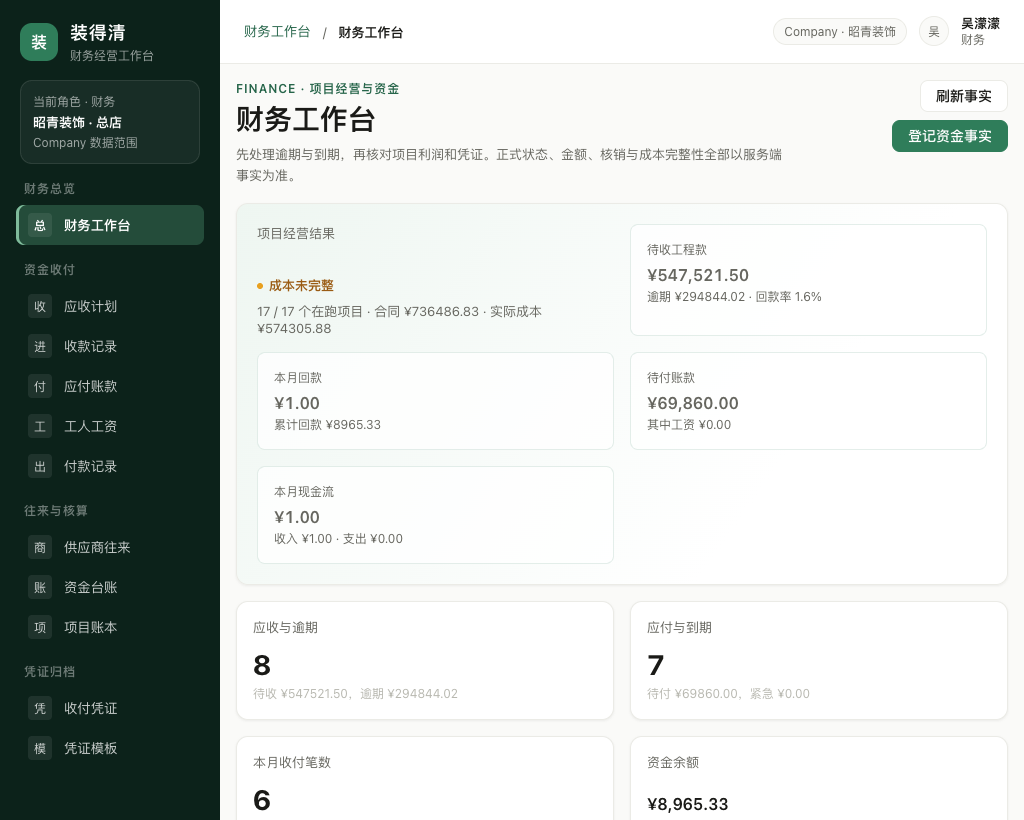 装
装得清
财务经营工作台
当前角色 · 财务
昭青装饰 · 总店
Company 数据范围
财务总览
总 财务工作台
资金收付
收 应收计划
进 收款记录
付 应付账款
工 工人工资
出 付款记录
往来与核算
商 供应商往来
账 资金台账
项 项目账本
凭证归档
凭 收付凭证
模 凭证模板
财务工作台 / 财务工作台
Company · 昭青装饰
吴
吴濛濛
财务
FINANCE · 项目经营与资金
财务工作台
先处理逾期与到期，再核对项目利润和凭证。正式状态、金额、核销与成本完整性全部以服务端
事实为准。
刷新事实
登记资金事实
项目经营结果
成本未完整
17 / 17 个在跑项目 · 合同 ¥736486.83 · 实际成本
¥574305.88
待收工程款
¥547,521.50
逾期 ¥294844.02 · 回款率 1.6%
本月回款
¥1.00
累计回款 ¥8965.33
待付账款
¥69,860.00
其中工资 ¥0.00
本月现金流
¥1.00
收入 ¥1.00 · 支出 ¥0.00
应收与逾期
8
待收 ¥547521.50，逾期 ¥294844.02
应付与到期
7
待付 ¥69860.00，紧急 ¥0.00
本月收付笔数
6
资金余额
¥8,965.33